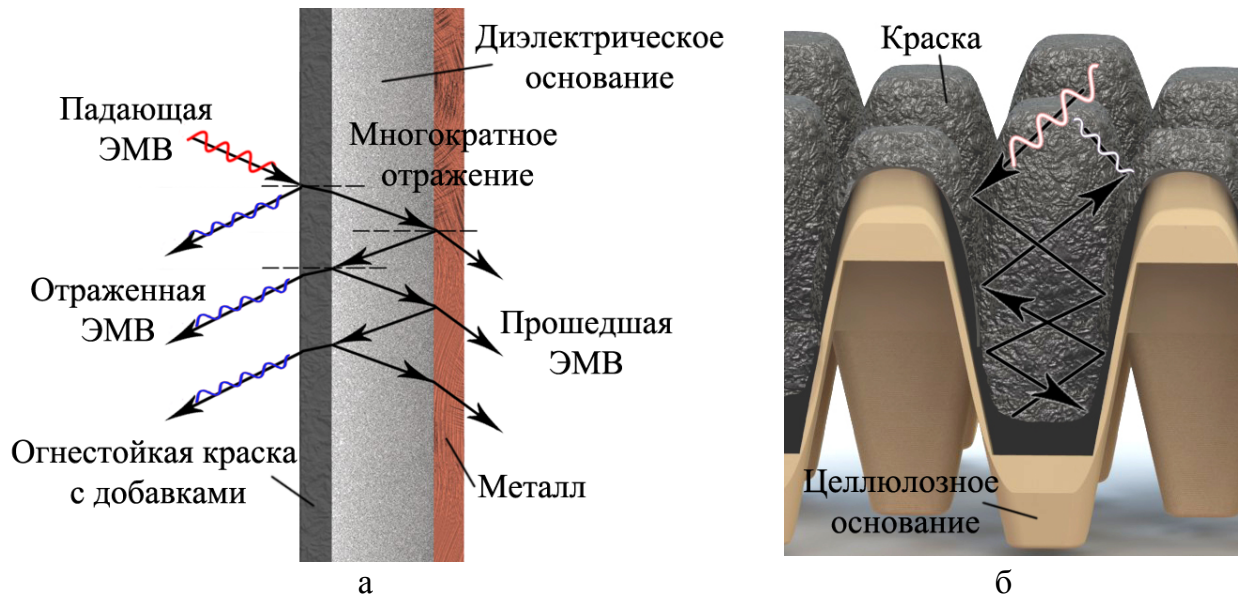 Диэлектрическое
основание
Падающая
ЭМВ
Многократное
отражение
Отраженная
ЭМВ
Прошедшая
ЭМВ
Огнестойкая краска
с добавками
Металл
а
Краска
Целлюлозное
основание
б